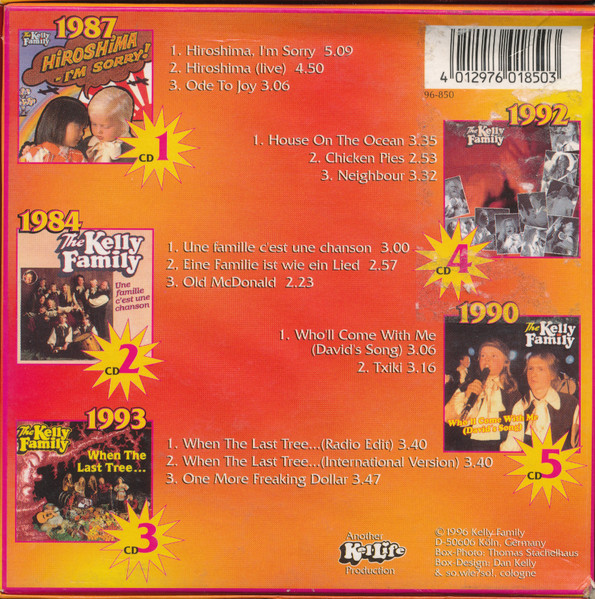 1987
The Kelly
Family
HIROSHIMA
- I'M SORRY!
CD 1
1. Hiroshima, I'm Sorry 5.09
2. Hiroshima (live) 4.50
3. Ode To Joy 3.06
4 012976 018503
96-850
1992
The Kelly
Family
CD 4
1. House On The Ocean 3.35
2. Chicken Pies 2.53
3. Neighbour 3.32
1984
The Kelly
Family
Une
famille
c'est une
chanson
CD 2
1. Une famille c'est une chanson 3.00
2. Eine Familie ist wie ein Lied 2.57
3. Old McDonald 2.23
1990
The Kelly
Family
Who'll Come With Me
(David's Song)
CD 5
1. Who'll Come With Me
(David's Song) 3.06
2. Txiki 3.16
1993
The Kelly
Family
When The
Last Tree...
CD 3
1. When The Last Tree...(Radio Edit) 3.40
2. When The Last Tree...(International Version) 3.40
3. One More Freaking Dollar 3.47
Another
Kel-Life
Production
© 1996 Kelly Family
D-50606 Köln, Germany
Box-Photo: Thomas Stachelhaus
Box-Design: Dan Kelly
& so.wie?so!, cologne